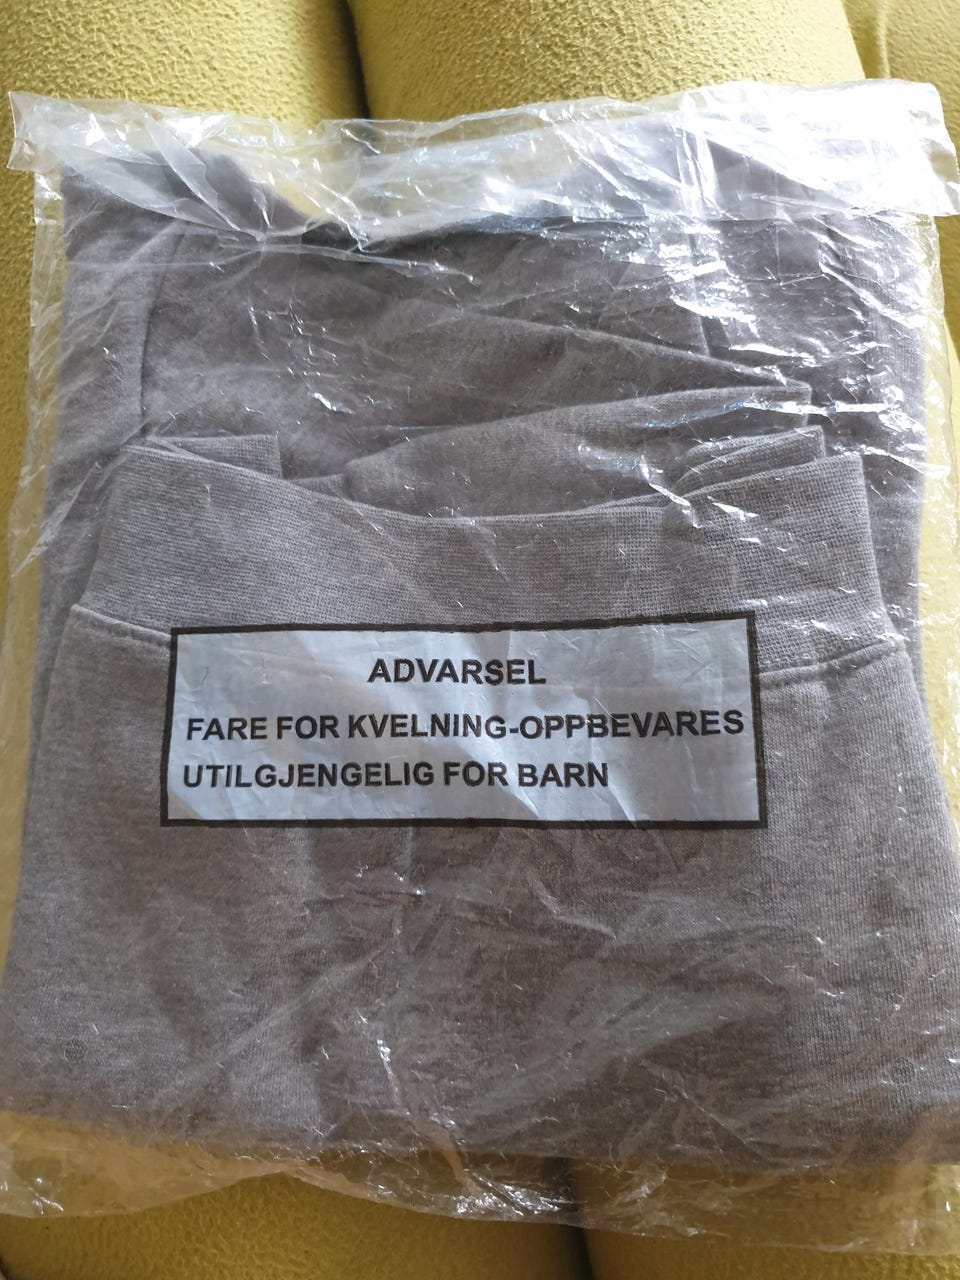 ADVARSEL
FARE FOR KVELNING-OPPBEVARES
UTILGJENGELIG FOR BARN